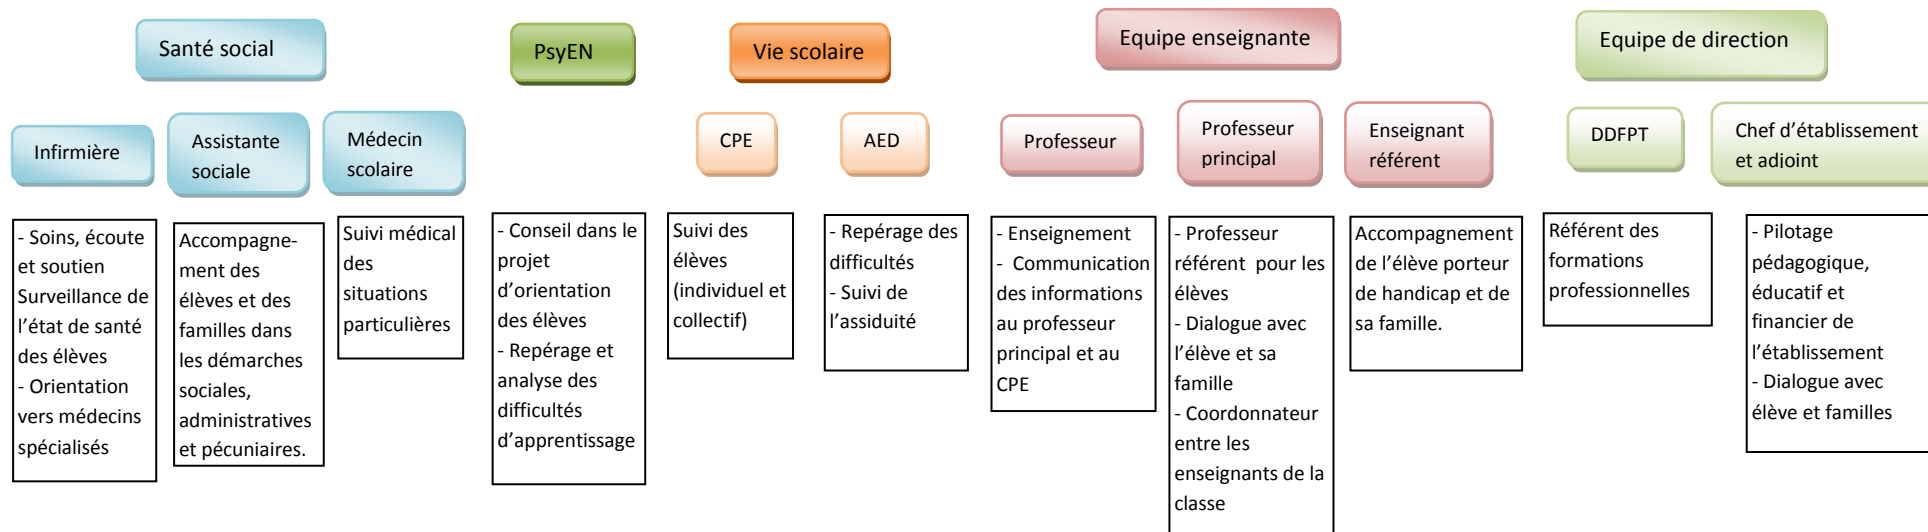 Santé social
PsyEN
Vie scolaire
Equipe enseignante
Equipe de direction
Infirmière
Assistante
sociale
Médecin
scolaire
CPE
AED
Professeur
Professeur
principal
Enseignant
référent
DDFPT
Chef d'établissement
et adjoint
- Soins, écoute
et soutien
Surveillance de
l'état de santé
des élèves
- Orientation
vers médecins
spécialisés
Accompagne-
ment des
élèves et des
familles dans
les démarches
sociales,
administratives
et pécuniaires.
Suivi médical
des
situations
particulières
- Conseil dans le
projet
d'orientation
des élèves
- Repérage et
analyse des
difficultés
d'apprentissage
Suivi des
élèves
(individuel et
collectif)
- Repérage des
difficultés
- Suivi de
l'assiduité
- Enseignement
- Communication
des informations
au professeur
principal et au
CPE
- Professeur
référent pour les
élèves
- Dialogue avec
l'élève et sa
famille
- Coordonnateur
entre les
enseignants de la
classe
Accompagnement
de l'élève porteur
de handicap et de
sa famille.
Référent des
formations
professionnelles
- Pilotage
pédagogique,
éducatif et
financier de
l'établissement
- Dialogue avec
élève et familles